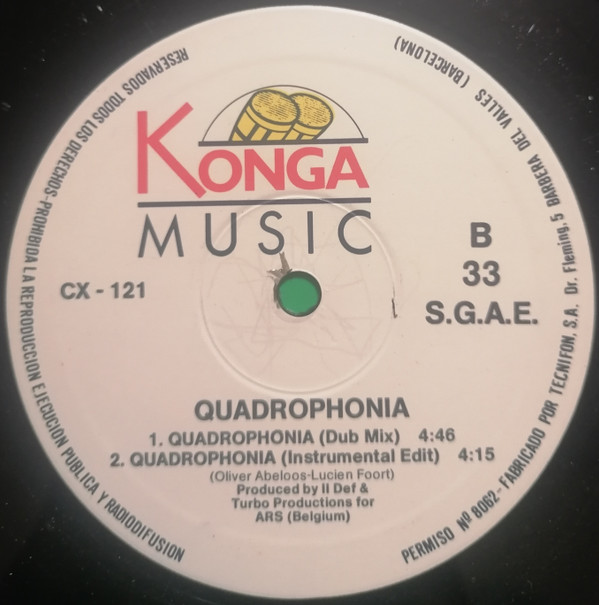 KONGA
MUSIC
CX - 121
B
33
S.G.A.E.
QUADROPHONIA
1. QUADROPHONIA (Dub Mix) 4:46
2. QUADROPHONIA (Instrumental Edit) 4:15
(Oliver Abeloos-Lucien Foort)
Produced by II Def &
Turbo Productions for
ARS (Belgium)
RESERVADOS TODOS LOS DERECHOS-PROHIBIDA LA REPRODUCCION EJECUCION PUBLICA Y RADIODIFUSION
PERMISO Nº 8062-FABRICADO POR TECNIFON, S.A. Dr. Fleming, 5 BARBERA DEL VALLES (BARCELONA)